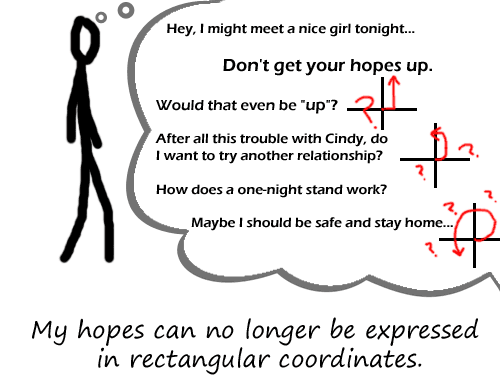 Hey, I might meet a nice girl tonight...
Don't get your hopes up.
Would that even be "up"?
?
After all this trouble with Cindy, do
I want to try another relationship?
? ?
How does a one-night stand work?
Maybe I should be safe and stay home...
? ? ? ?
My hopes can no longer be expressed
in rectangular coordinates.